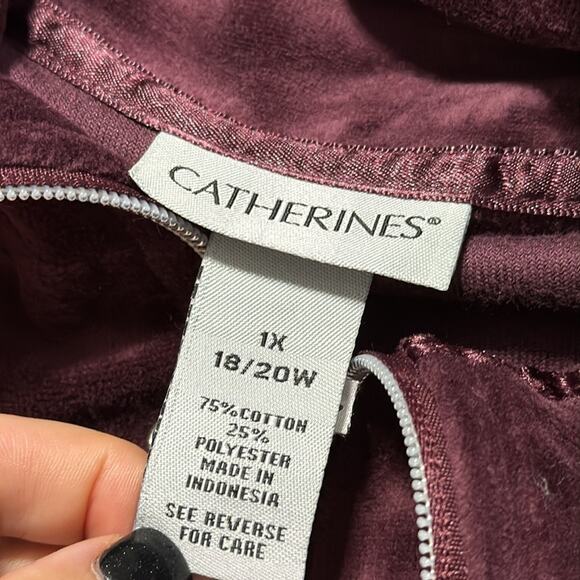 CATHERINES®
1X
18/20W
75%COTTON
25%
POLYESTER
MADE IN
INDONESIA
SEE REVERSE
FOR CARE